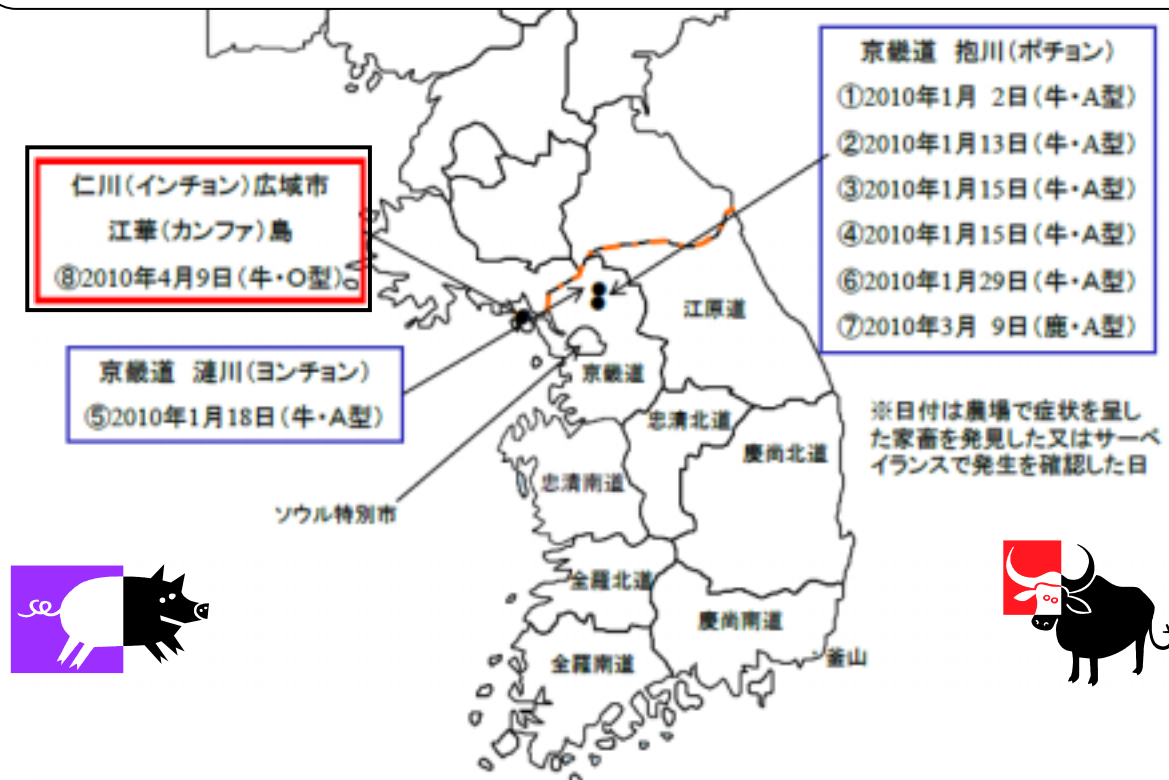 京畿道 抱川(ポチョン)
①2010年1月 2日(牛・A型)
②2010年1月13日(牛・A型)
③2010年1月15日(牛・A型)
④2010年1月15日(牛・A型)
⑥2010年1月29日(牛・A型)
⑦2010年3月 9日(鹿・A型)
仁川(インチョン)広域市
江華(カンファ)島
⑧2010年4月9日(牛・O型)
京畿道 漣川(ヨンチョン)
⑤2010年1月18日(牛・A型)
ソウル特別市
江原道
京畿道
忠清北道
慶尚北道
忠清南道
全羅北道
慶尚南道
全羅南道
釜山
※日付は農場で症状を呈し
た家畜を発見した又はサーベ
イランスで発生を確認した日